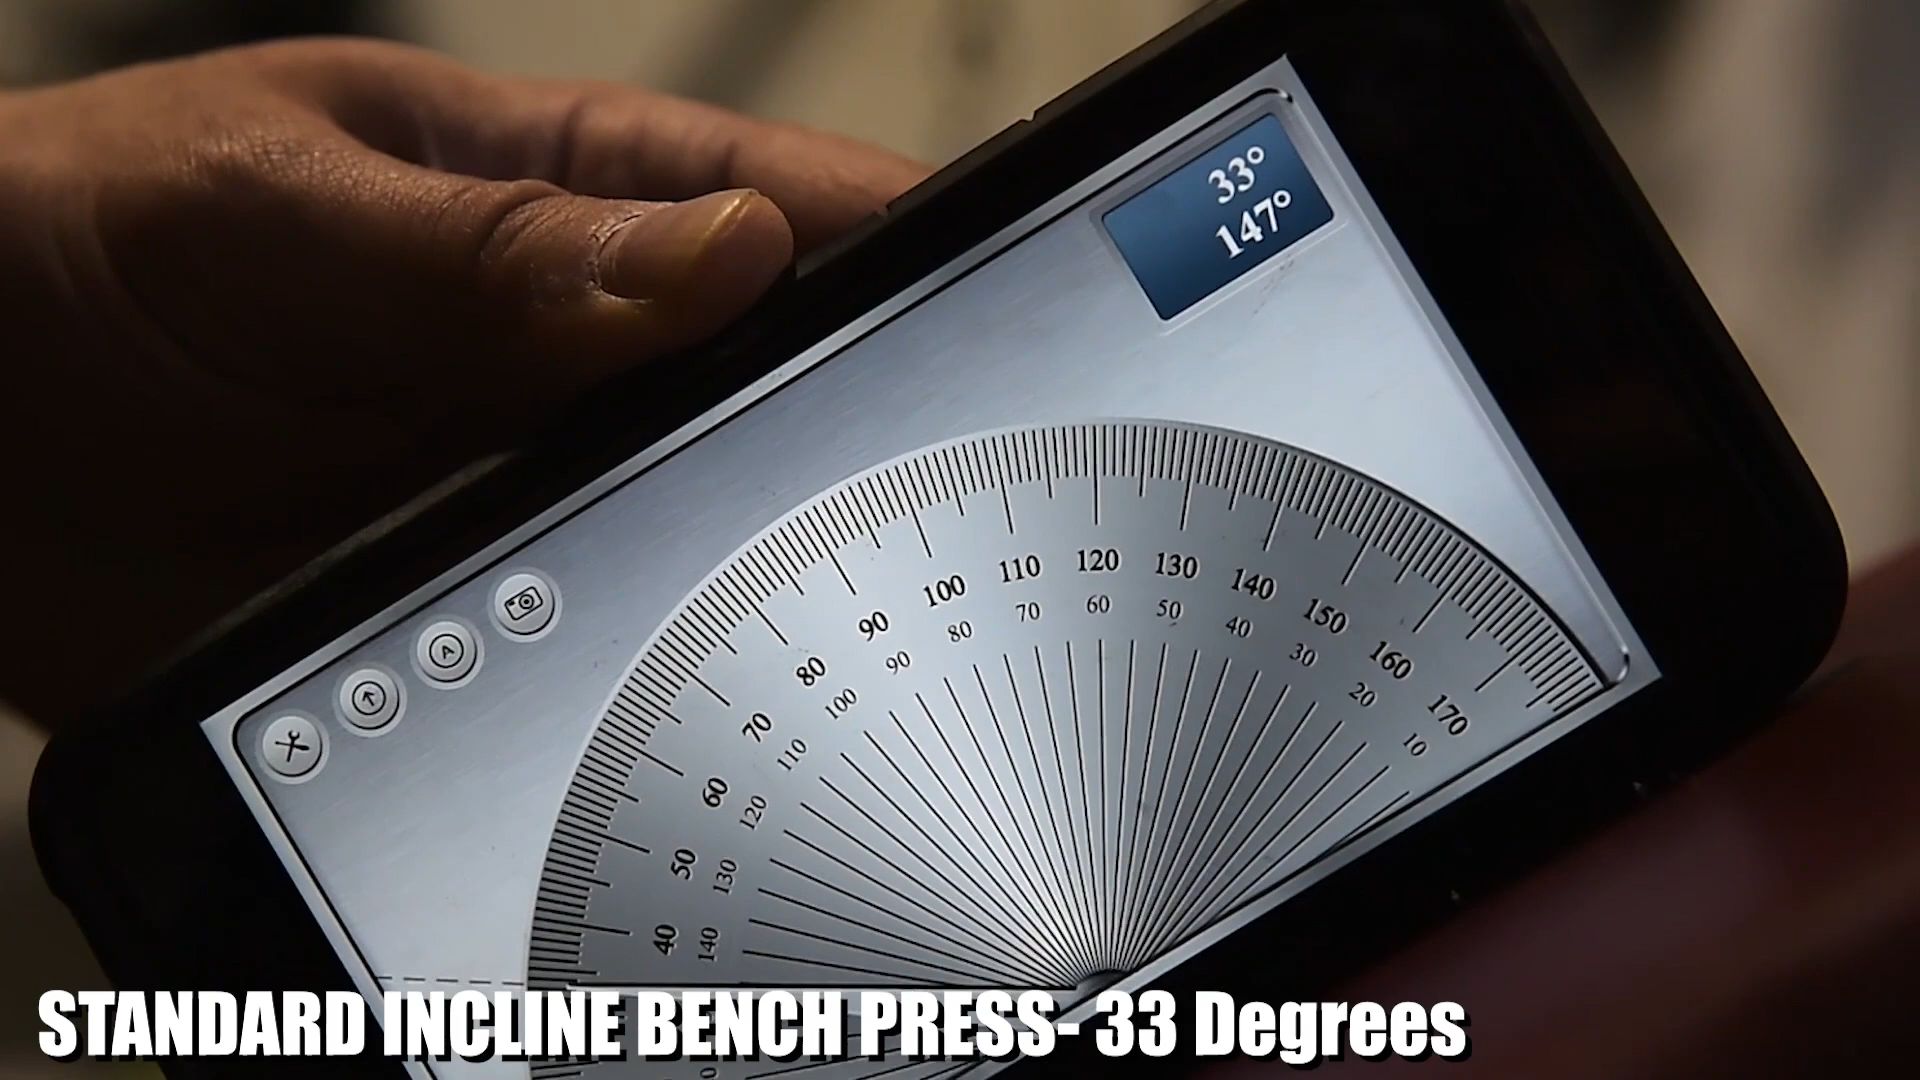 33°
147°
100 110 120 130 140 150 160 170
90 80 70 60 50 40
80 70 60 50 40 30 20 10
90 100 110 120 130 140
A
STANDARD INCLINE BENCH PRESS- 33 Degrees